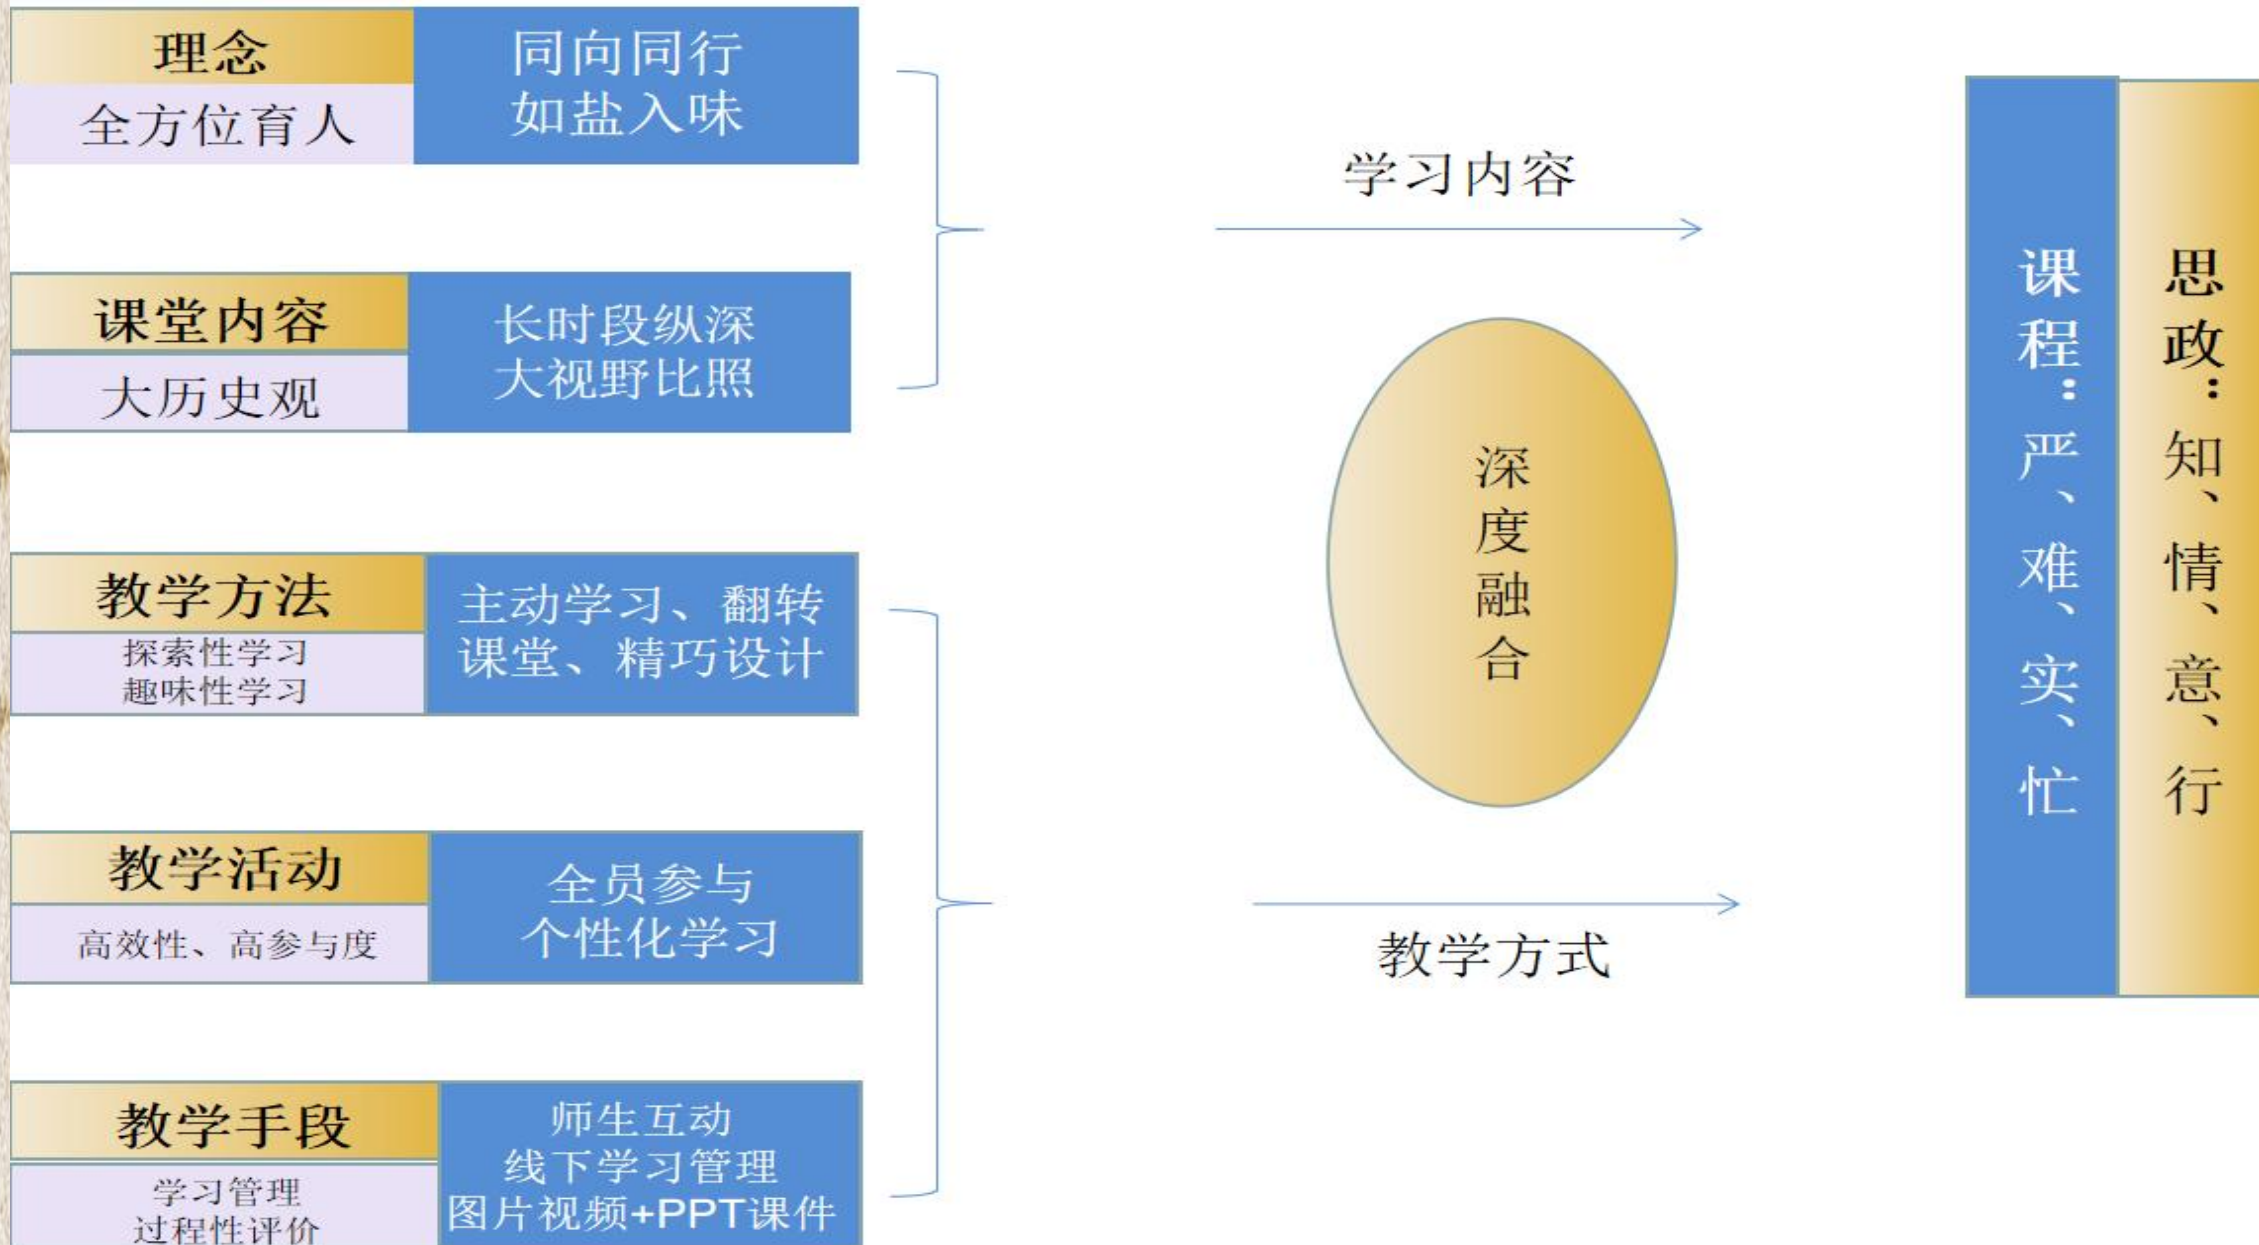 理念
全方位育人
同向同行
如盐入味
课堂内容
大历史观
长时段纵深
大视野比照
教学方法
探索性学习
趣味性学习
主动学习、翻转
课堂、精巧设计
教学活动
高效性、高参与度
全员参与
个性化学习
教学手段
学习管理
过程性评价
师生互动
线下学习管理
图片视频+PPT课件
学习内容
深度融合
教学方式
课程：严、难、实、忙
思政：知、情、意、行